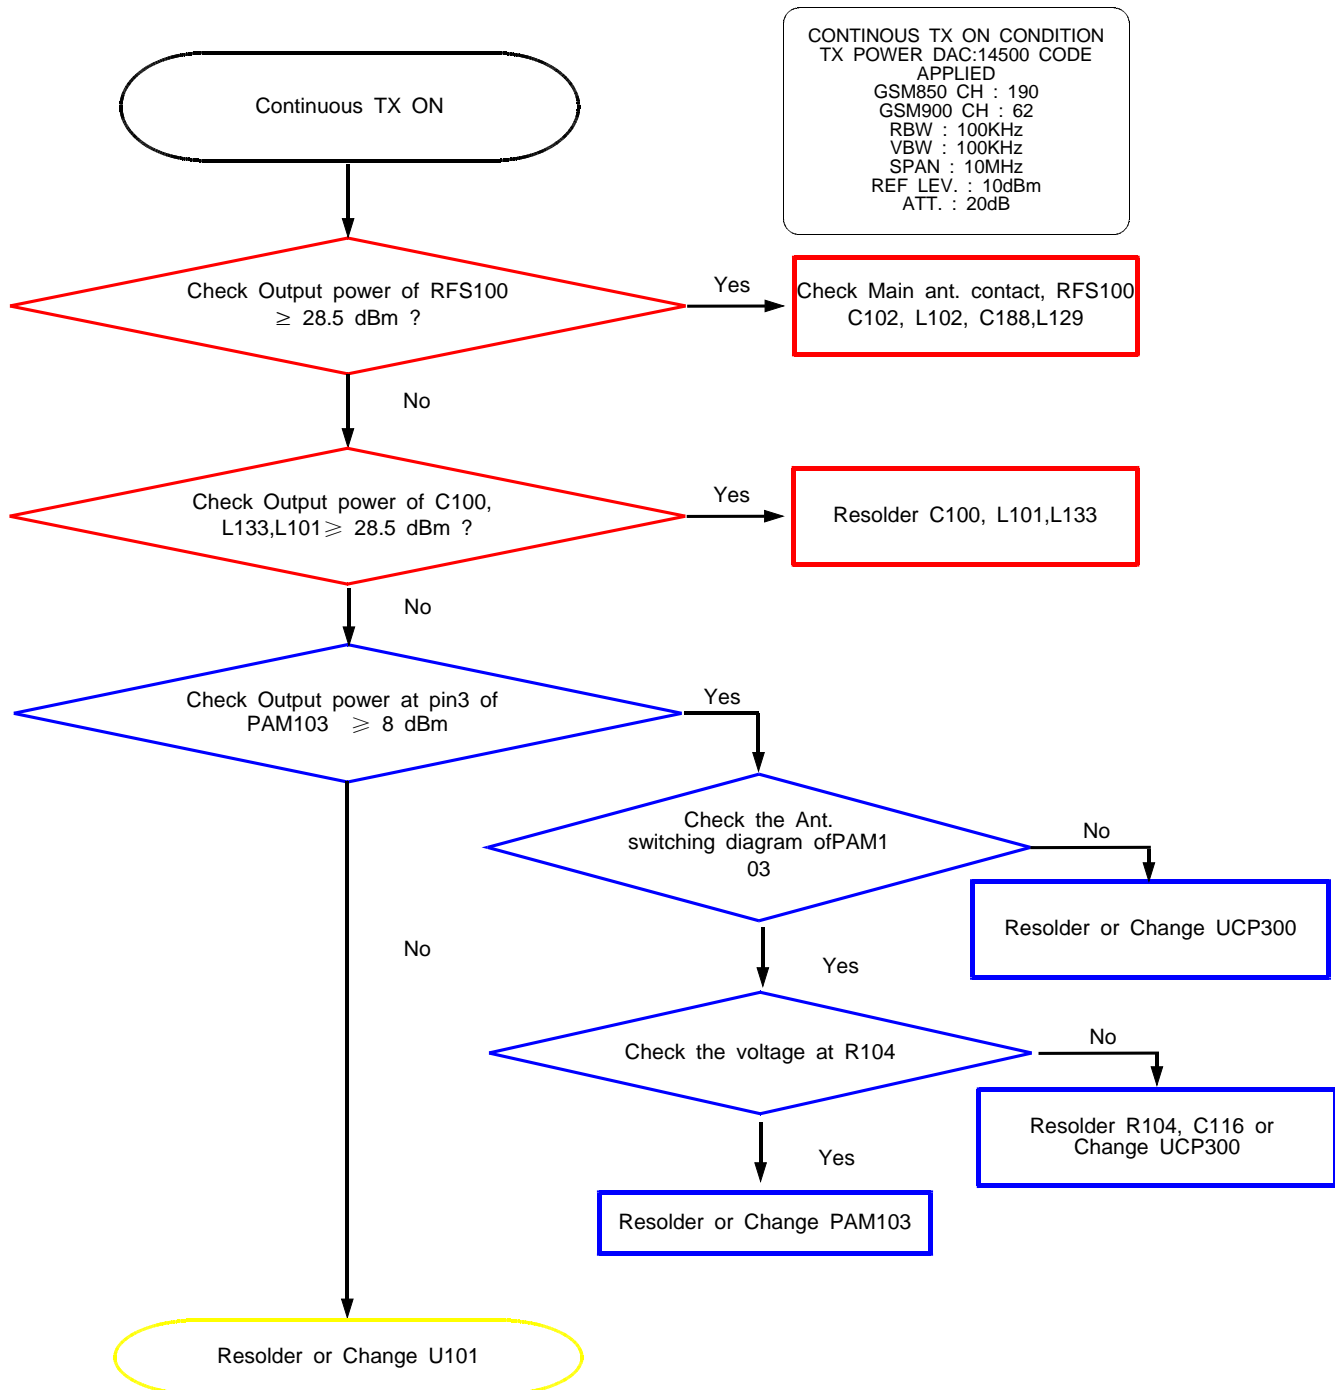 CONTINOUS TX ON CONDITION
TX POWER DAC:14500 CODE
APPLIED
GSM850 CH : 190
GSM900 CH : 62
RBW : 100KHz
VBW : 100KHz
SPAN : 10MHz
REF LEV. : 10dBm
ATT. : 20dB
Continuous TX ON
Check Output power of RFS100
≥ 28.5 dBm ?
Yes
Check Main ant. contact, RFS100
C102, L102, C188,L129
No
Check Output power of C100,
L133,L101≥ 28.5 dBm ?
Yes
Resolder C100, L101,L133
No
Check Output power at pin3 of
PAM103 ≥ 8 dBm
Yes
Check the Ant.
switching diagram ofPAM1
03
No
Resolder or Change UCP300
No
Yes
Check the voltage at R104
No
Resolder R104, C116 or
Change UCP300
Yes
Resolder or Change PAM103
Resolder or Change U101